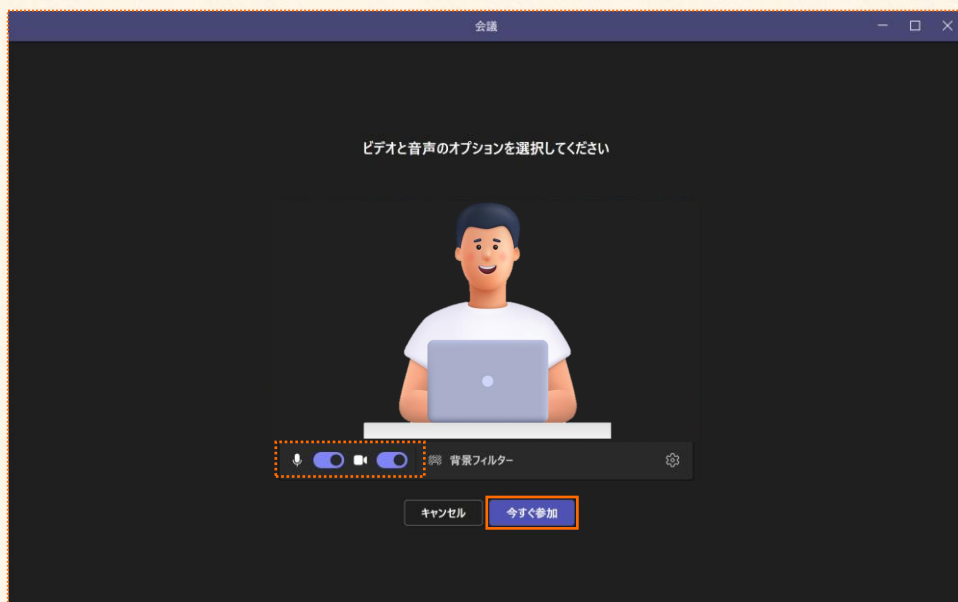 会議
ビデオと音声のオプションを選択してください
背景フィルター
キャンセル
今すぐ参加